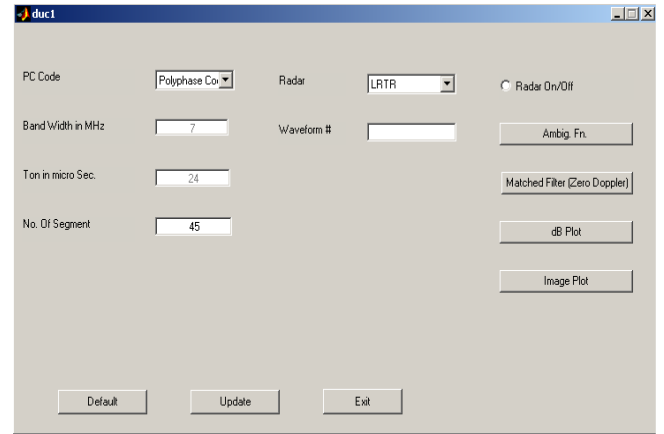 duc1
PC Code
Polyphase Co
Radar
LRTR
Radar On/Off
Band Width in MHz
7
Waveform #
Ambig. Fn.
Ton in micro Sec.
24
Matched Filter (Zero Doppler)
No. Of Segment
45
dB Plot
Image Plot
Default
Update
Exit